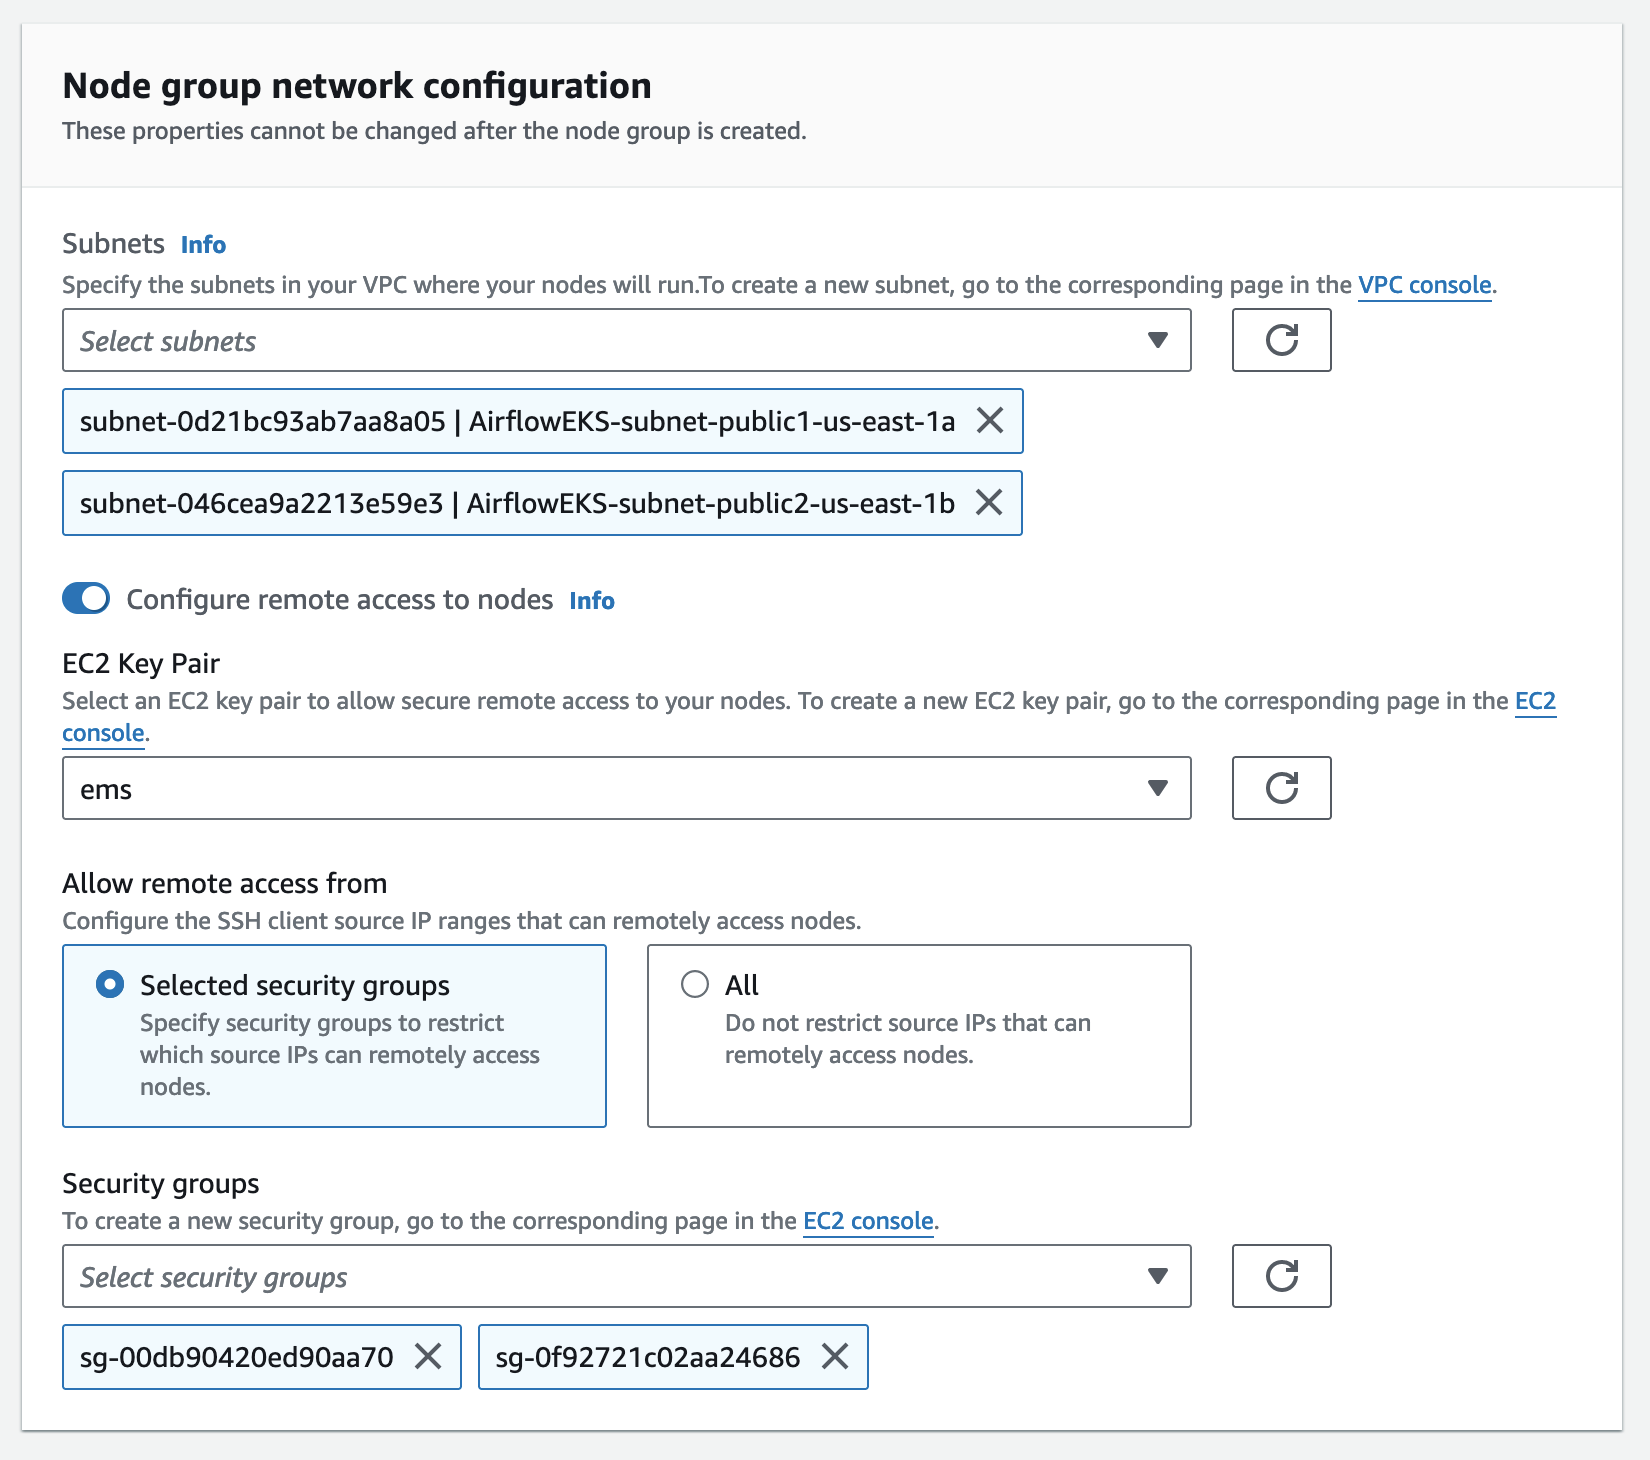 Node group network configuration
These properties cannot be changed after the node group is created.
Subnets Info
Specify the subnets in your VPC where your nodes will run.To create a new subnet, go to the corresponding page in the VPC console.
Select subnets
subnet-0d21bc93ab7aa8a05 | AirflowEKS-subnet-public1-us-east-1a
subnet-046cea9a2213e59e3 | AirflowEKS-subnet-public2-us-east-1b
Configure remote access to nodes Info
EC2 Key Pair
Select an EC2 key pair to allow secure remote access to your nodes. To create a new EC2 key pair, go to the corresponding page in the EC2
console.
ems
Allow remote access from
Configure the SSH client source IP ranges that can remotely access nodes.
Selected security groups
Specify security groups to restrict
which source IPs can remotely access
nodes.
All
Do not restrict source IPs that can
remotely access nodes.
Security groups
To create a new security group, go to the corresponding page in the EC2 console.
Select security groups
sg-00db90420ed90aa70 sg-0f92721c02aa24686